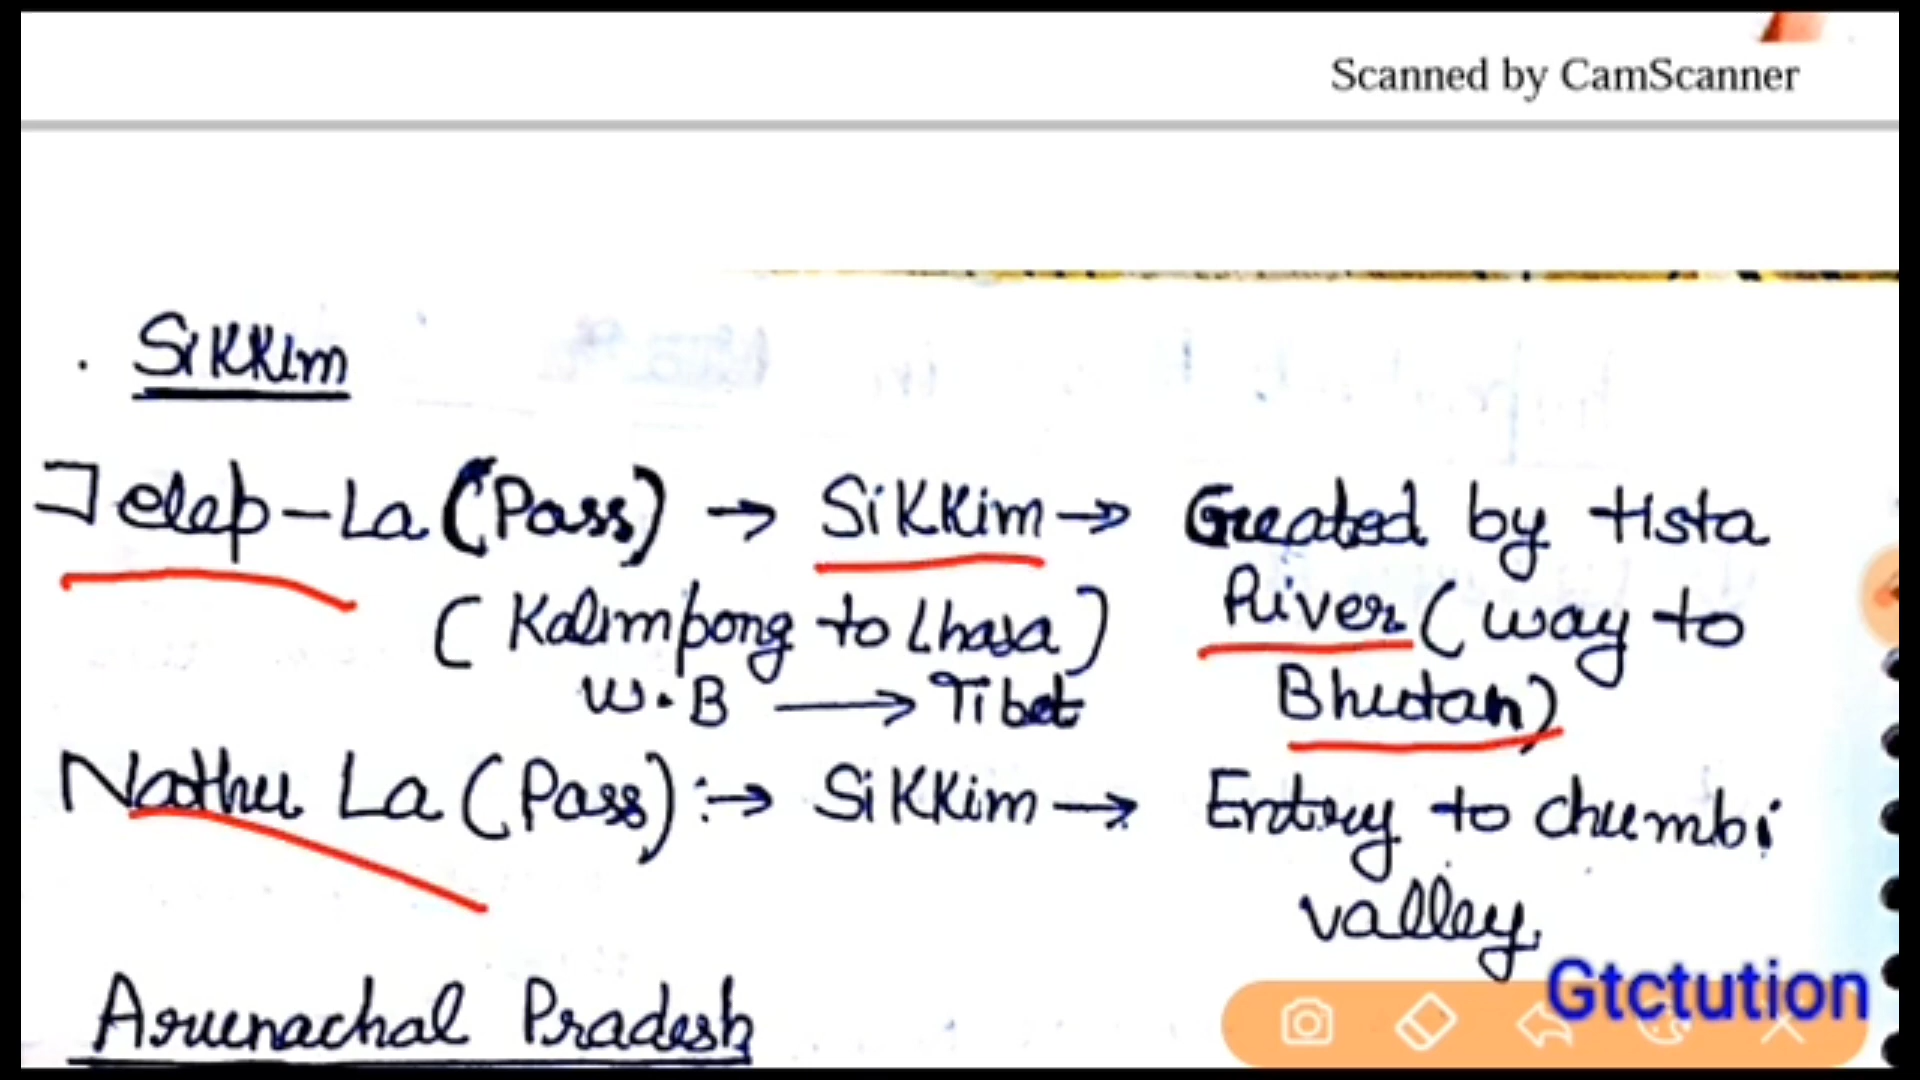 Scanned by CamScanner
. Sikkim
Jelep-La (Pass) → Sikkim → Created by tista
(Kalimpong to Lhasa) River (way to
W.B → Tibet Bhutan)
Nathu La (Pass) :→ Sikkim → Entry to chumbi
valley.
Gtctution
Arunachal Pradesh